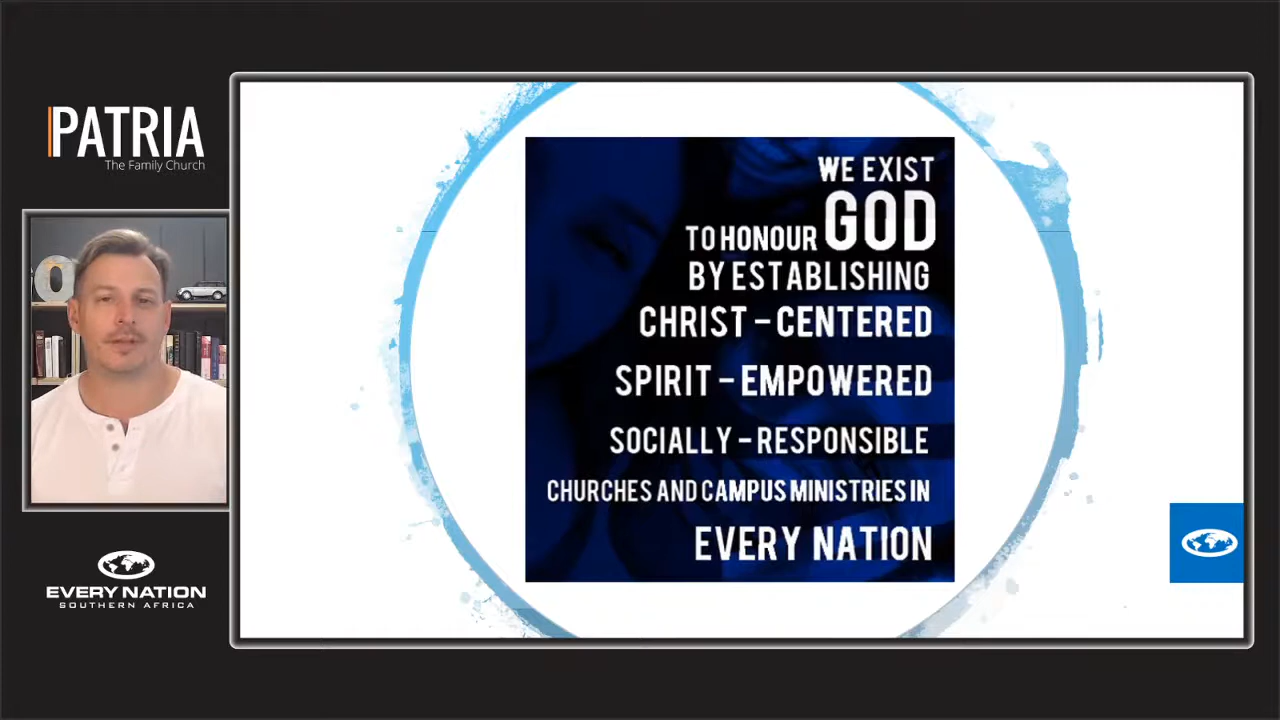 PATRIA
The Family Church
EVERY NATION
SOUTHERN AFRICA
WE EXIST
TO HONOUR GOD
BY ESTABLISHING
CHRIST – CENTERED
SPIRIT – EMPOWERED
SOCIALLY – RESPONSIBLE
CHURCHES AND CAMPUS MINISTRIES IN
EVERY NATION